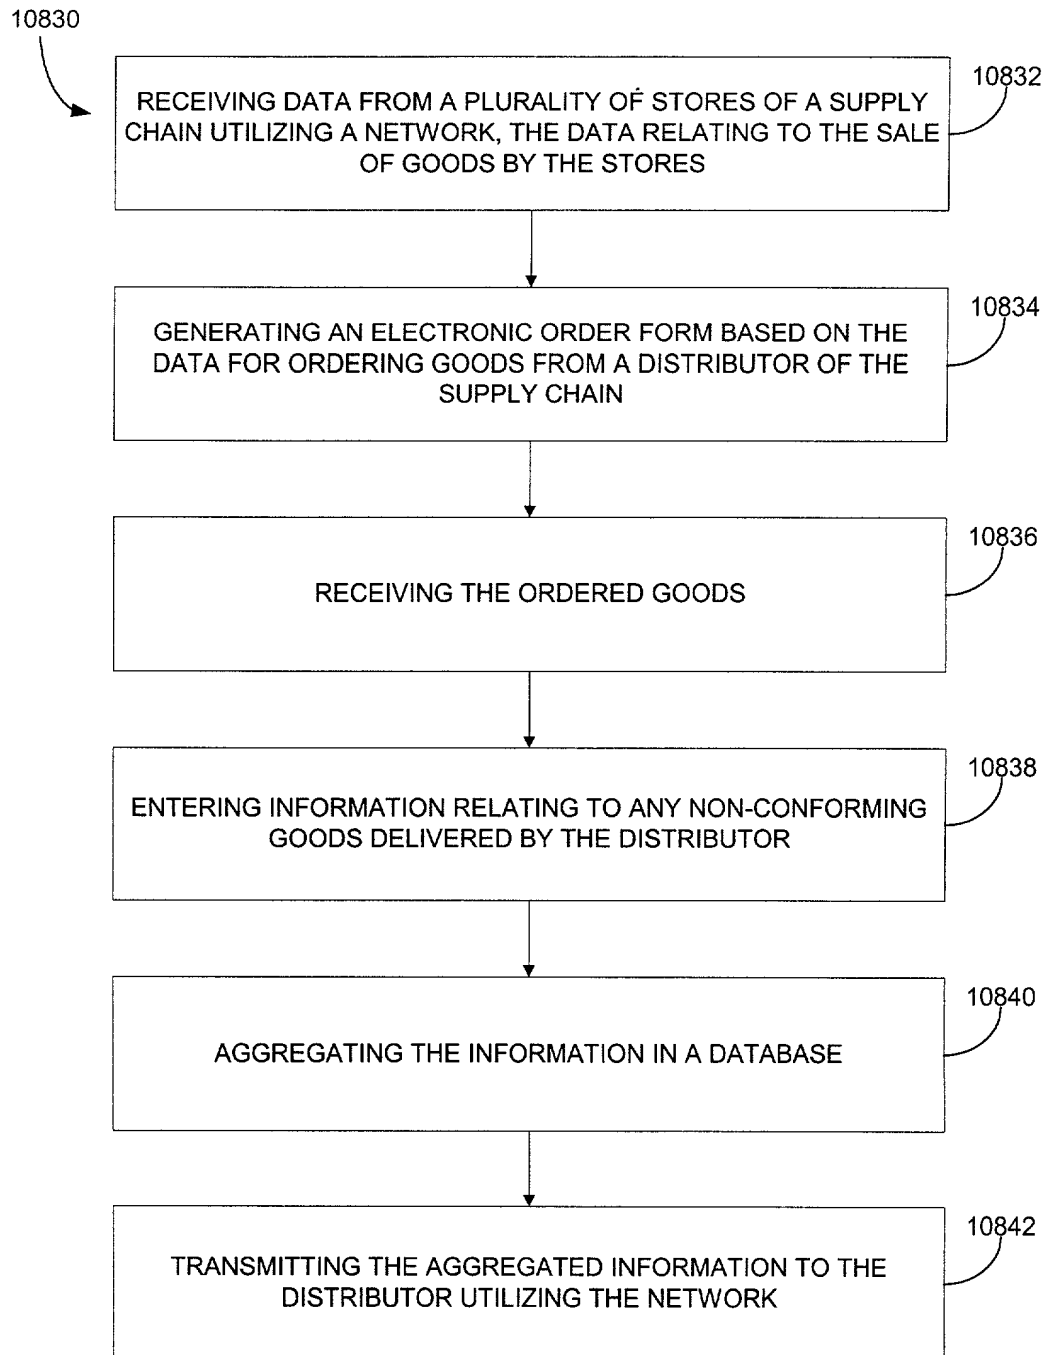 10830
10832
RECEIVING DATA FROM A PLURALITY OF STORES OF A SUPPLY
CHAIN UTILIZING A NETWORK, THE DATA RELATING TO THE SALE
OF GOODS BY THE STORES
10834
GENERATING AN ELECTRONIC ORDER FORM BASED ON THE
DATA FOR ORDERING GOODS FROM A DISTRIBUTOR OF THE
SUPPLY CHAIN
10836
RECEIVING THE ORDERED GOODS
10838
ENTERING INFORMATION RELATING TO ANY NON-CONFORMING
GOODS DELIVERED BY THE DISTRIBUTOR
10840
AGGREGATING THE INFORMATION IN A DATABASE
10842
TRANSMITTING THE AGGREGATED INFORMATION TO THE
DISTRIBUTOR UTILIZING THE NETWORK